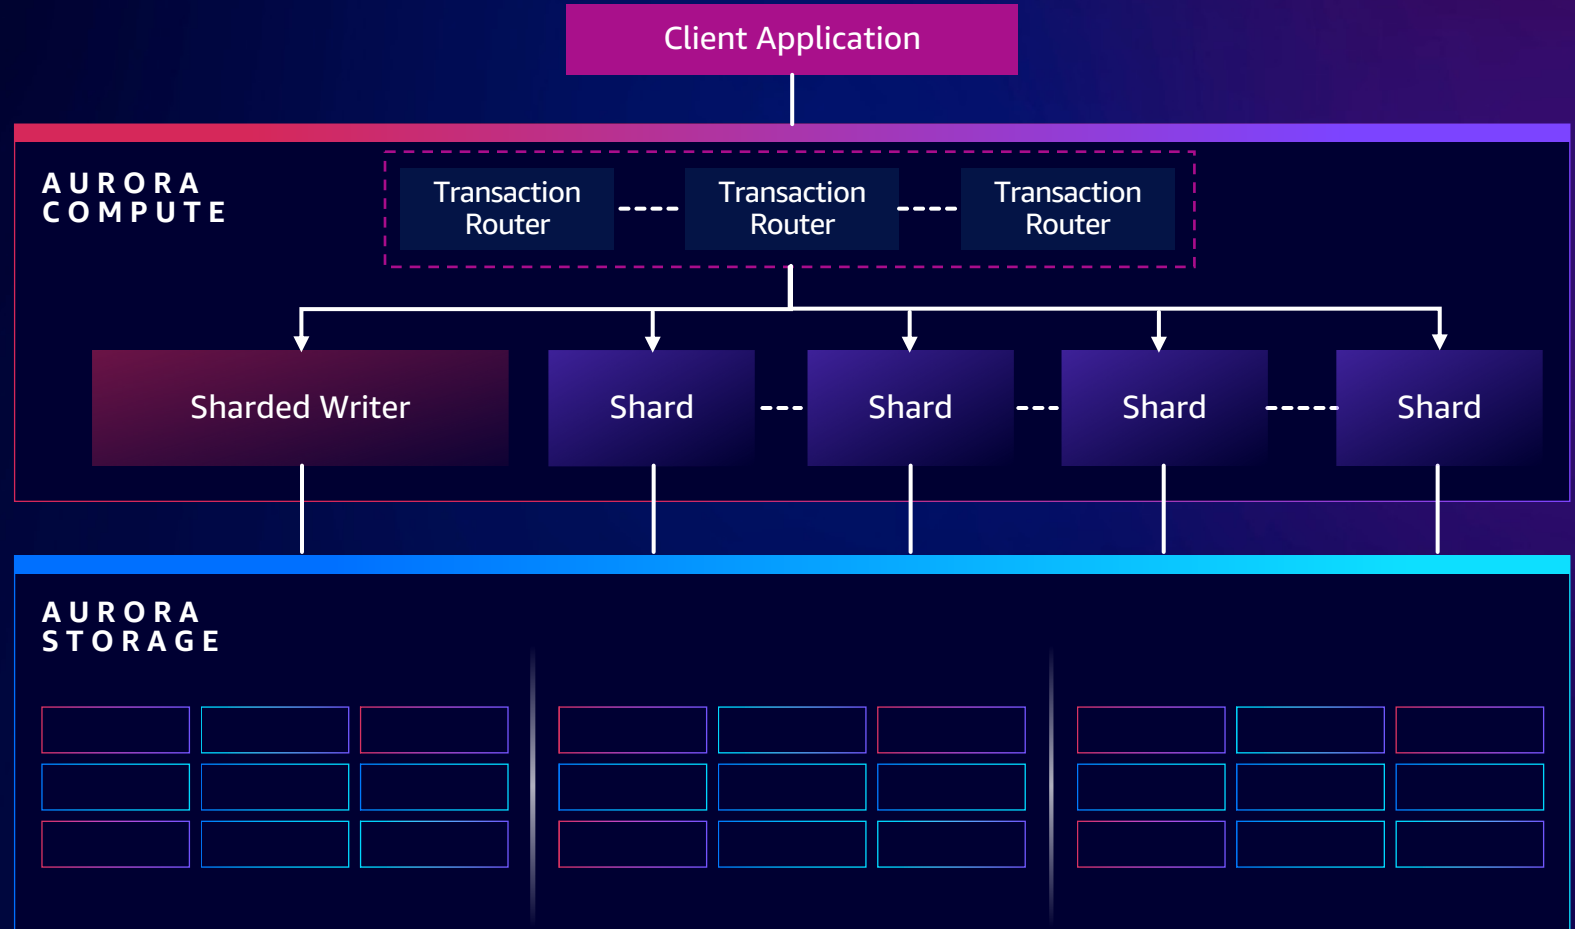 Client Application
AURORA
COMPUTE
Transaction
Router
Transaction
Router
Transaction
Router
Sharded Writer
Shard
Shard
Shard
Shard
AURORA
STORAGE